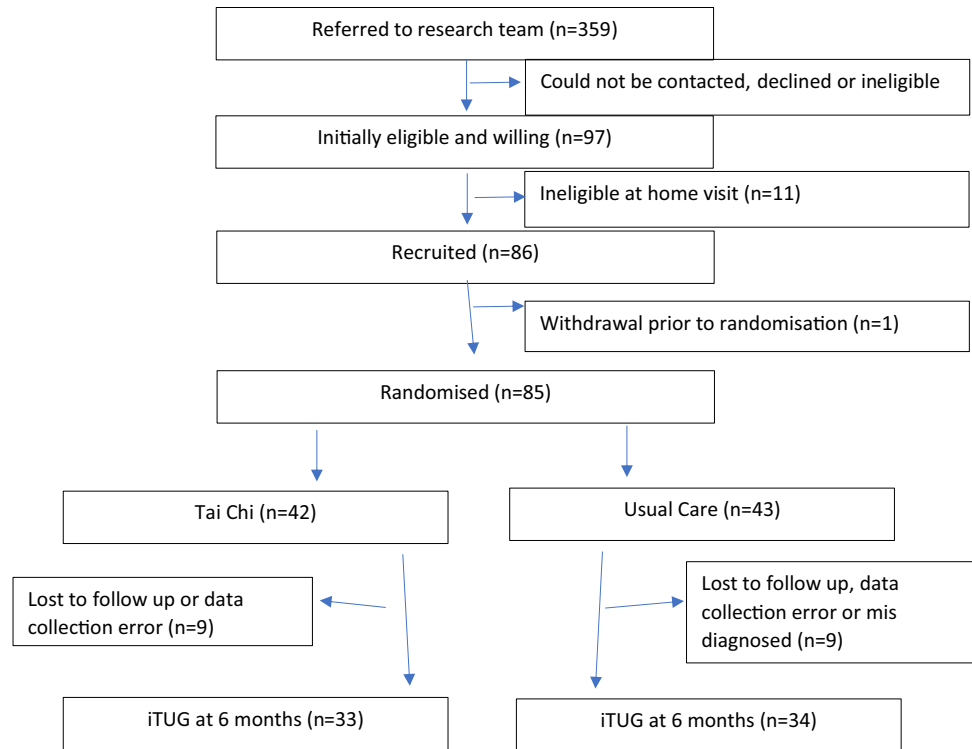 Referred to research team (n=359)
Could not be contacted, declined or ineligible
Initially eligible and willing (n=97)
Ineligible at home visit (n=11)
Recruited (n=86)
Withdrawal prior to randomisation (n=1)
Randomised (n=85)
Tai Chi (n=42)
Usual Care (n=43)
Lost to follow up or data
collection error (n=9)
Lost to follow up, data
collection error or mis
diagnosed (n=9)
iTUG at 6 months (n=33)
iTUG at 6 months (n=34)